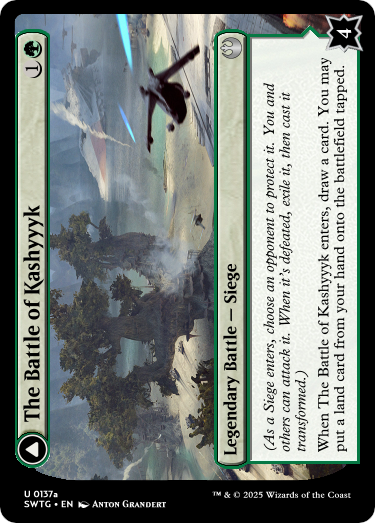 The Battle of Kashyyyk
1
Legendary Battle – Siege
(As a Siege enters, choose an opponent to protect it. You and
others can attack it. When it's defeated, exile it, then cast it
transformed.)
When The Battle of Kashyyyk enters, draw a card. You may
put a land card from your hand onto the battlefield tapped.
4
U 0137a
SWTG • EN Anton Grandert
™ & © 2025 Wizards of the Coast